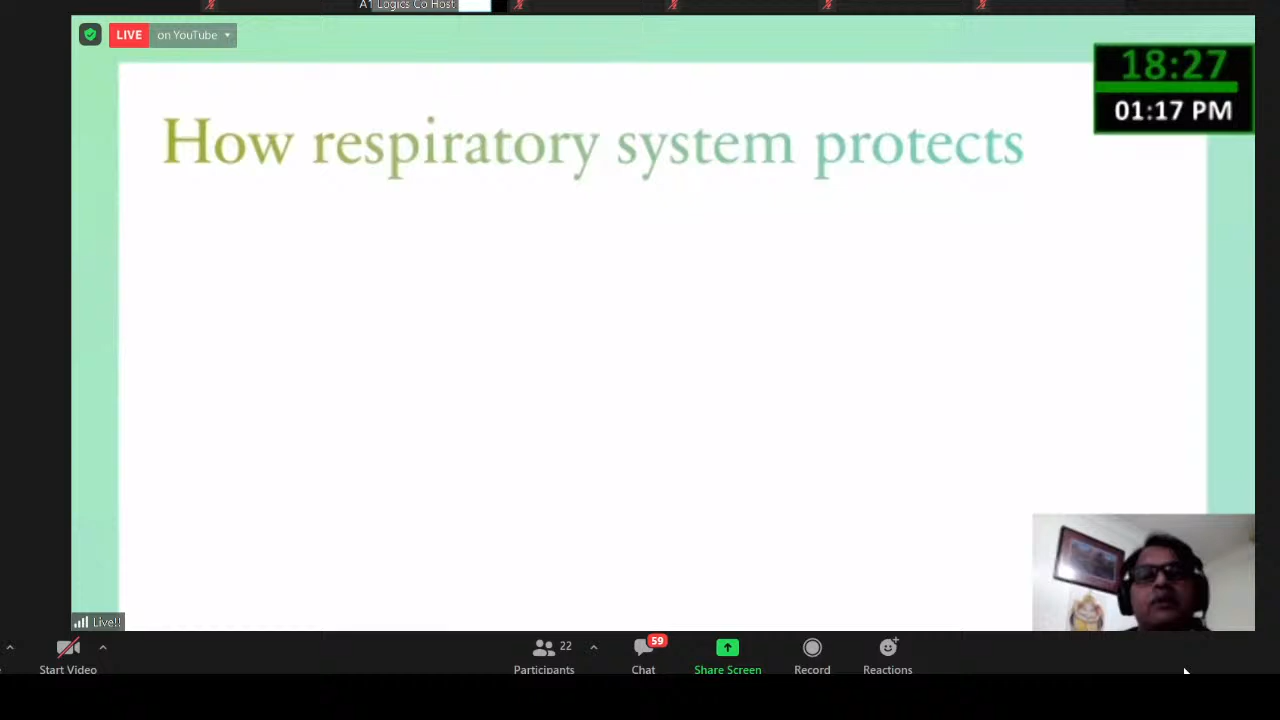 A1 Logics Co Host
LIVE on YouTube
18:27
01:17 PM
How respiratory system protects
Live!!
Start Video
22
Participants
59
Chat
Share Screen
Record
Reactions